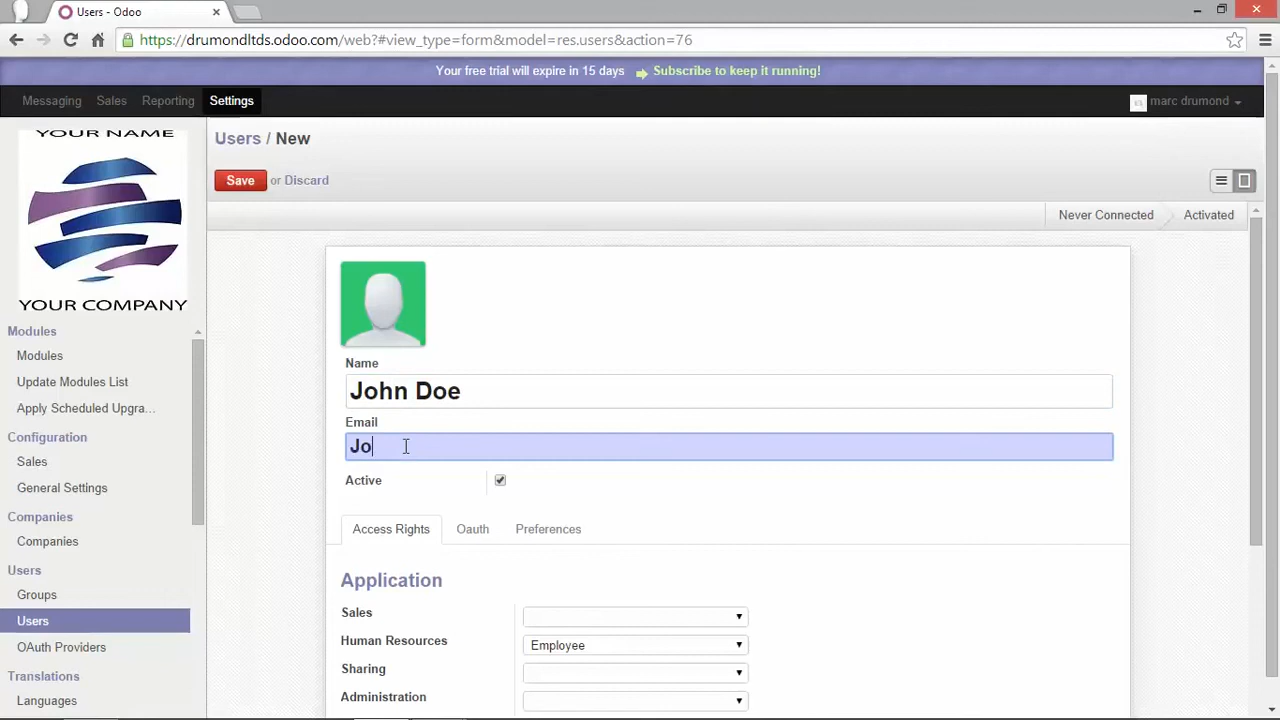 Users - Odoo
https://drumondltds.odoo.com/web?#view_type=form&model=res.users&action=76
Your free trial will expire in 15 days Subscribe to keep it running!
Messaging Sales Reporting Settings marc drumond
YOUR NAME
YOUR COMPANY
Modules
Modules
Update Modules List
Apply Scheduled Upgra...
Configuration
Sales
General Settings
Companies
Companies
Users
Groups
Users
OAuth Providers
Translations
Languages
Users / New
Save or Discard
Never Connected Activated
Name
John Doe
Email
Jo
Active
Access Rights Oauth Preferences
Application
Sales
Human Resources Employee
Sharing
Administration